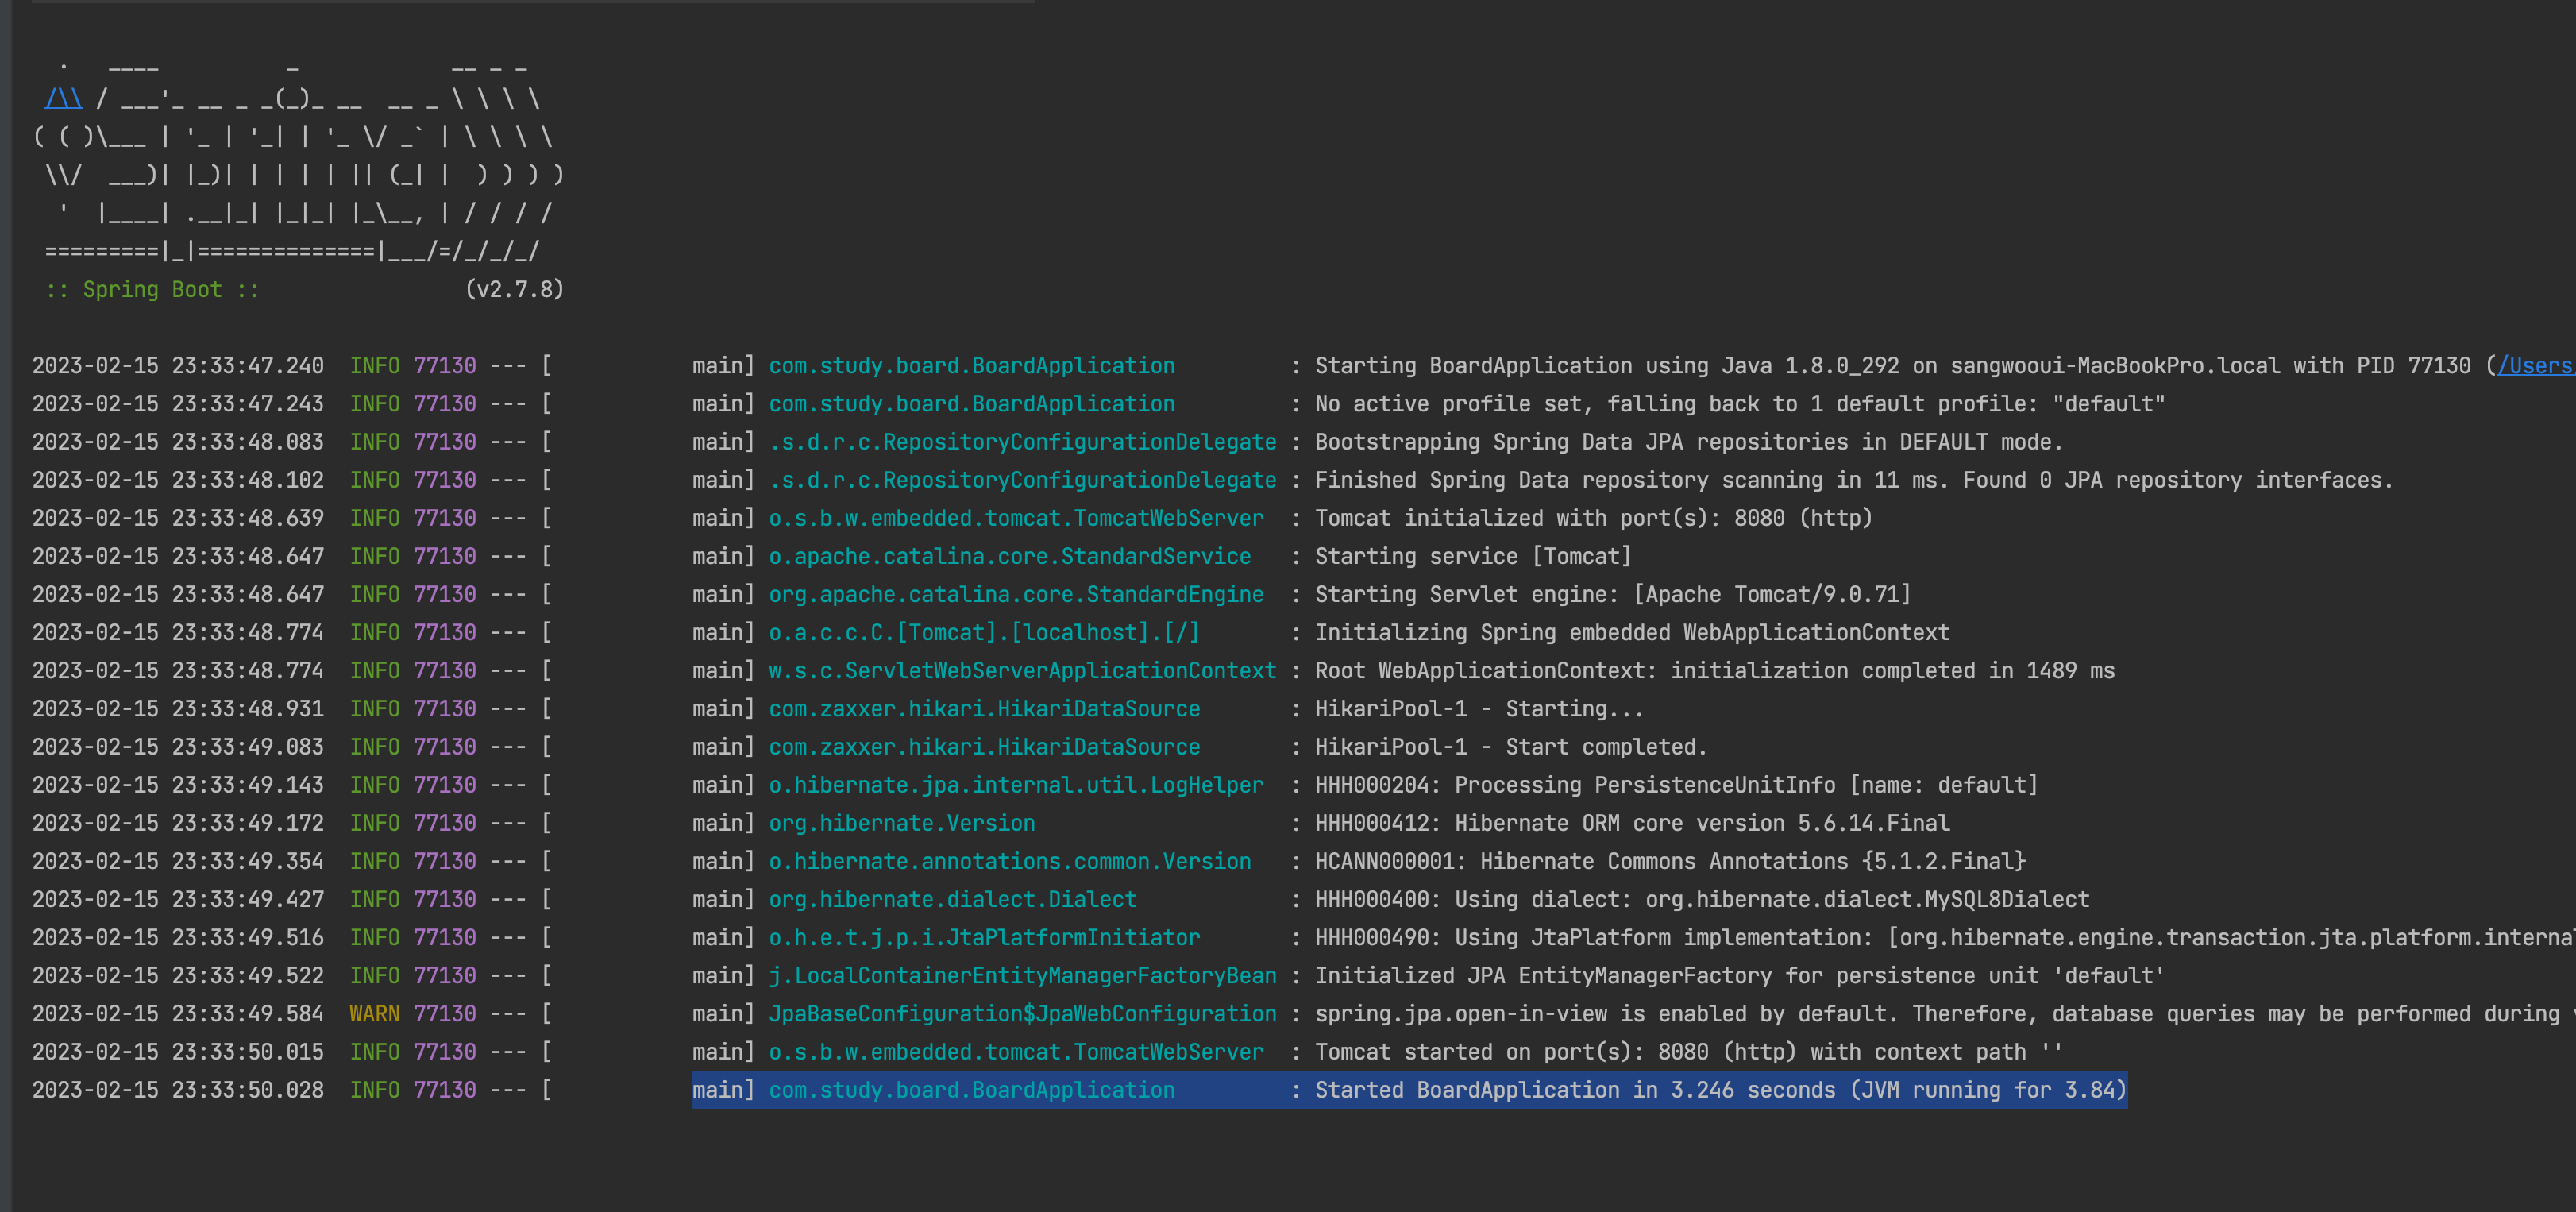 .   ____          _            __ _ _
 /\\ / ___'_ __ _ _(_)_ __  __ _ \ \ \ \
( ( )\___ | '_ | '_| | '_ \/ _` | \ \ \ \
 \\/  ___)| |_)| | | | | || (_| |  ) ) ) )
  '  |____| .__|_| |_|_| |_\__, | / / / /
 =========|_|==============|___/=/_/_/_/
 :: Spring Boot ::                (v2.7.8)
2023-02-15 23:33:47.240  INFO 77130 --- [           main] com.study.board.BoardApplication         : Starting BoardApplication using Java 1.8.0_292 on sangwooui-MacBookPro.local with PID 77130 (/Users
2023-02-15 23:33:47.243  INFO 77130 --- [           main] com.study.board.BoardApplication         : No active profile set, falling back to 1 default profile: "default"
2023-02-15 23:33:48.083  INFO 77130 --- [           main] .s.d.r.c.RepositoryConfigurationDelegate : Bootstrapping Spring Data JPA repositories in DEFAULT mode.
2023-02-15 23:33:48.102  INFO 77130 --- [           main] .s.d.r.c.RepositoryConfigurationDelegate : Finished Spring Data repository scanning in 11 ms. Found 0 JPA repository interfaces.
2023-02-15 23:33:48.639  INFO 77130 --- [           main] o.s.b.w.embedded.tomcat.TomcatWebServer  : Tomcat initialized with port(s): 8080 (http)
2023-02-15 23:33:48.647  INFO 77130 --- [           main] o.apache.catalina.core.StandardService   : Starting service [Tomcat]
2023-02-15 23:33:48.647  INFO 77130 --- [           main] org.apache.catalina.core.StandardEngine  : Starting Servlet engine: [Apache Tomcat/9.0.71]
2023-02-15 23:33:48.774  INFO 77130 --- [           main] o.a.c.c.C.[Tomcat].[localhost].[/]       : Initializing Spring embedded WebApplicationContext
2023-02-15 23:33:48.774  INFO 77130 --- [           main] w.s.c.ServletWebServerApplicationContext : Root WebApplicationContext: initialization completed in 1489 ms
2023-02-15 23:33:48.931  INFO 77130 --- [           main] com.zaxxer.hikari.HikariDataSource       : HikariPool-1 - Starting...
2023-02-15 23:33:49.083  INFO 77130 --- [           main] com.zaxxer.hikari.HikariDataSource       : HikariPool-1 - Start completed.
2023-02-15 23:33:49.143  INFO 77130 --- [           main] o.hibernate.jpa.internal.util.LogHelper  : HHH000204: Processing PersistenceUnitInfo [name: default]
2023-02-15 23:33:49.172  INFO 77130 --- [           main] org.hibernate.Version                    : HHH000412: Hibernate ORM core version 5.6.14.Final
2023-02-15 23:33:49.354  INFO 77130 --- [           main] o.hibernate.annotations.common.Version   : HCANN000001: Hibernate Commons Annotations {5.1.2.Final}
2023-02-15 23:33:49.427  INFO 77130 --- [           main] org.hibernate.dialect.Dialect            : HHH000400: Using dialect: org.hibernate.dialect.MySQL8Dialect
2023-02-15 23:33:49.516  INFO 77130 --- [           main] o.h.e.t.j.p.i.JtaPlatformInitiator       : HHH000490: Using JtaPlatform implementation: [org.hibernate.engine.transaction.jta.platform.internal
2023-02-15 23:33:49.522  INFO 77130 --- [           main] j.LocalContainerEntityManagerFactoryBean : Initialized JPA EntityManagerFactory for persistence unit 'default'
2023-02-15 23:33:49.584  WARN 77130 --- [           main] JpaBaseConfiguration$JpaWebConfiguration : spring.jpa.open-in-view is enabled by default. Therefore, database queries may be performed during
2023-02-15 23:33:50.015  INFO 77130 --- [           main] o.s.b.w.embedded.tomcat.TomcatWebServer  : Tomcat started on port(s): 8080 (http) with context path ''
2023-02-15 23:33:50.028  INFO 77130 --- [           main] com.study.board.BoardApplication         : Started BoardApplication in 3.246 seconds (JVM running for 3.84)